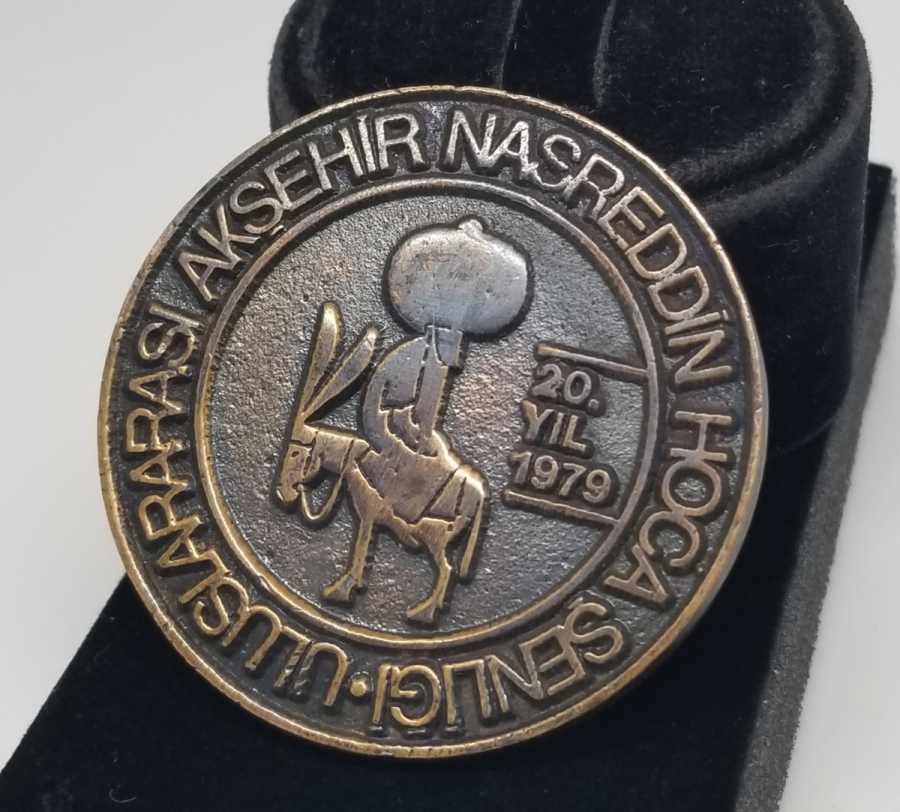 ULUSLARARASI AKŞEHİR NASREDDİN HOCA ŞENLİĞİ •
20.
YIL
1979